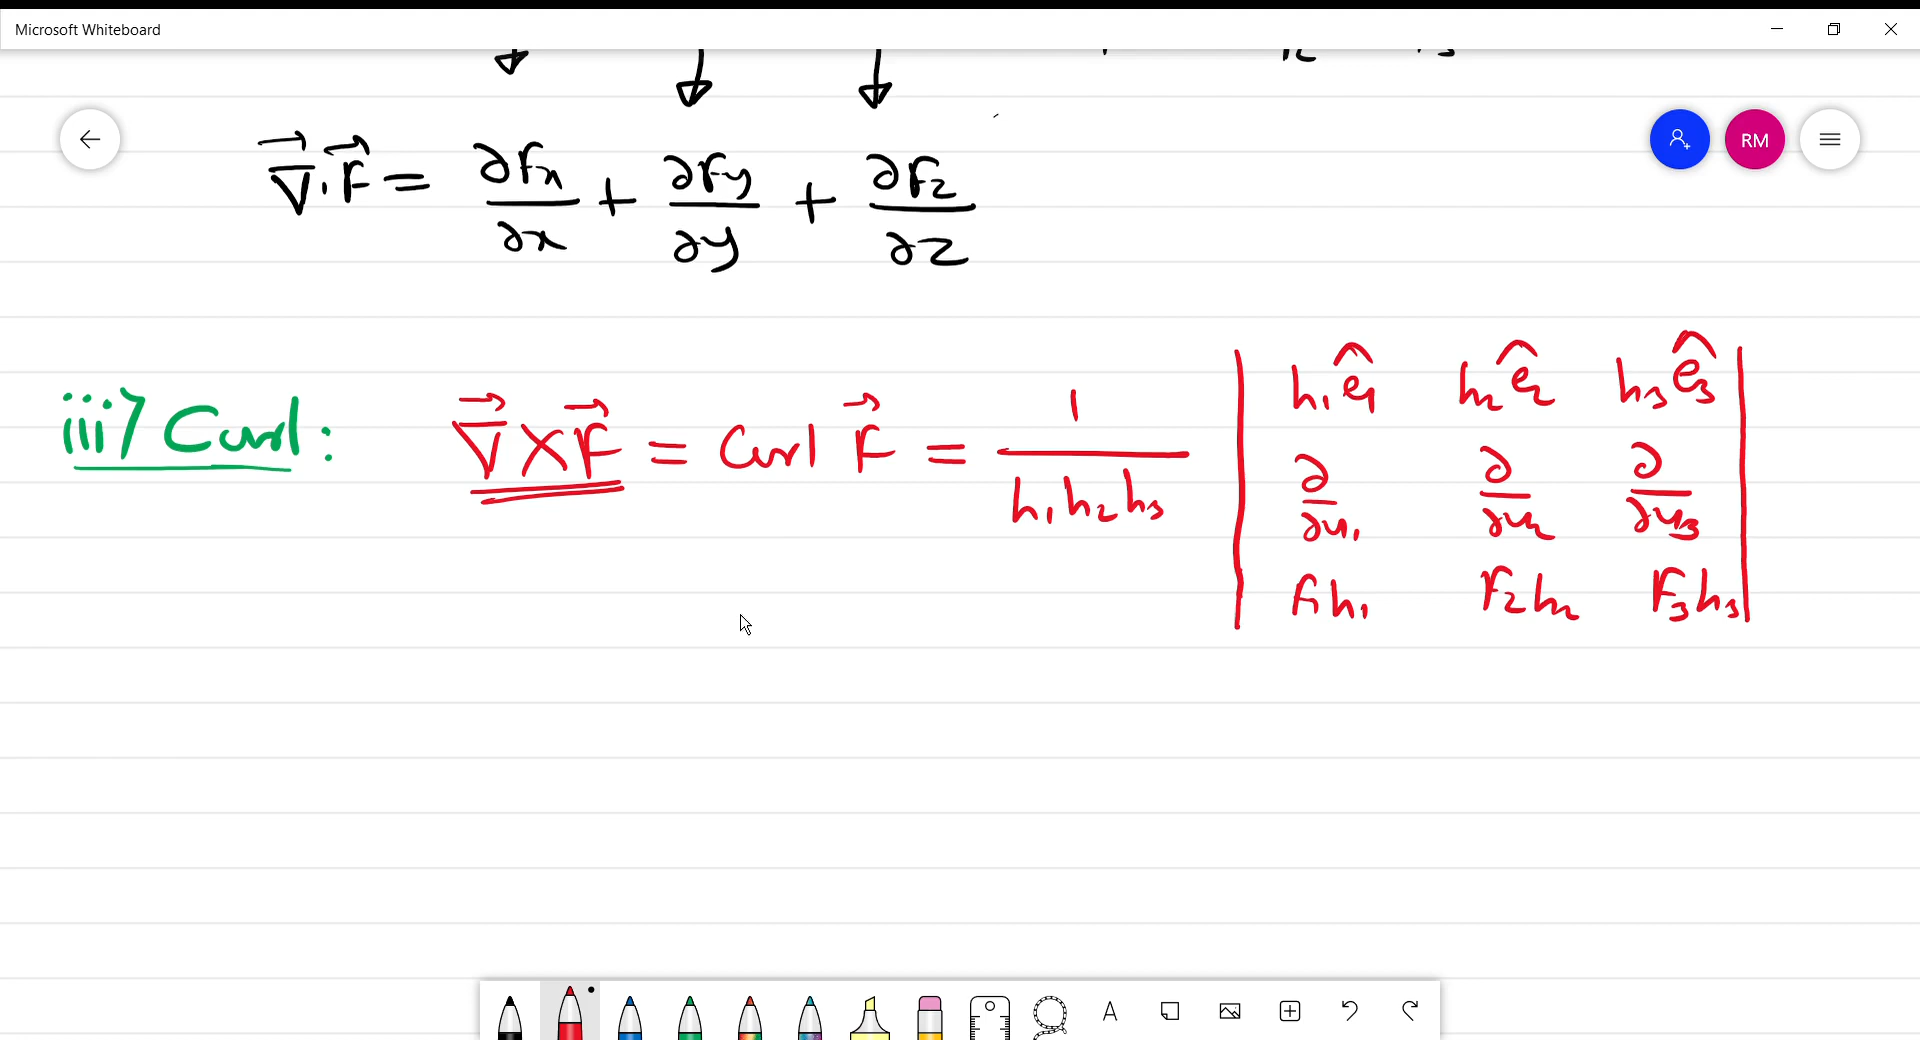 Microsoft Whiteboard
RM
∇⃗·F⃗ = ∂Fx/∂x + ∂Fy/∂y + ∂Fz/∂z
iii) Curl: ∇⃗ × F⃗ = Curl F⃗ = 1/(h₁h₂h₃) | h₁ê₁ h₂ê₂ h₃ê₃ |
| ∂/∂u₁ ∂/∂u₂ ∂/∂u₃ |
| F₁h₁ F₂h₂ F₃h₃ |
A